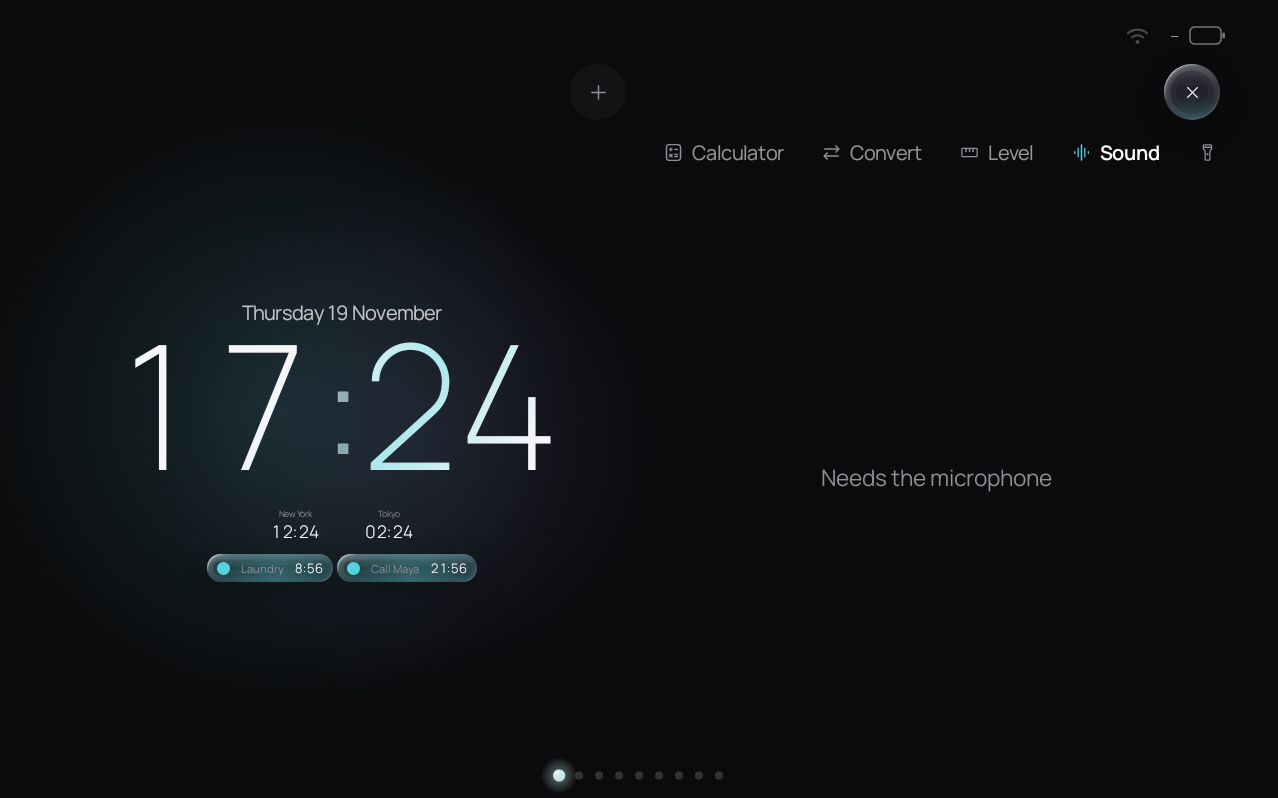 Calculator
Convert
Level
Sound
Thursday 19 November
17:24
New York
Tokyo
12:24
02:24
Laundry 8:56
Call Maya 21:56
Needs the microphone